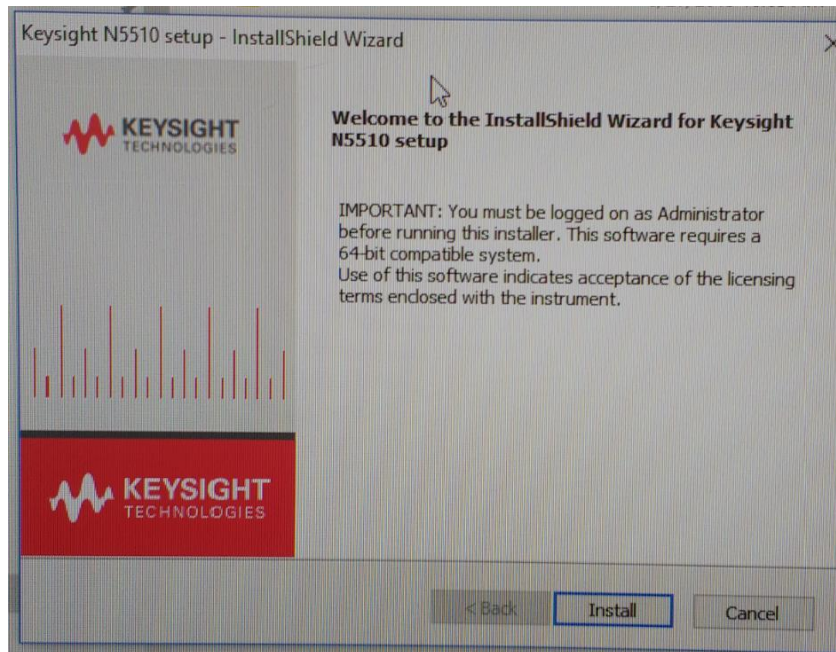 Keysight N5510 setup - InstallShield Wizard
KEYSIGHT
TECHNOLOGIES
Welcome to the InstallShield Wizard for Keysight
N5510 setup
IMPORTANT: You must be logged on as Administrator
before running this installer. This software requires a
64-bit compatible system.
Use of this software indicates acceptance of the licensing
terms enclosed with the instrument.
KEYSIGHT
TECHNOLOGIES
< Back
Install
Cancel